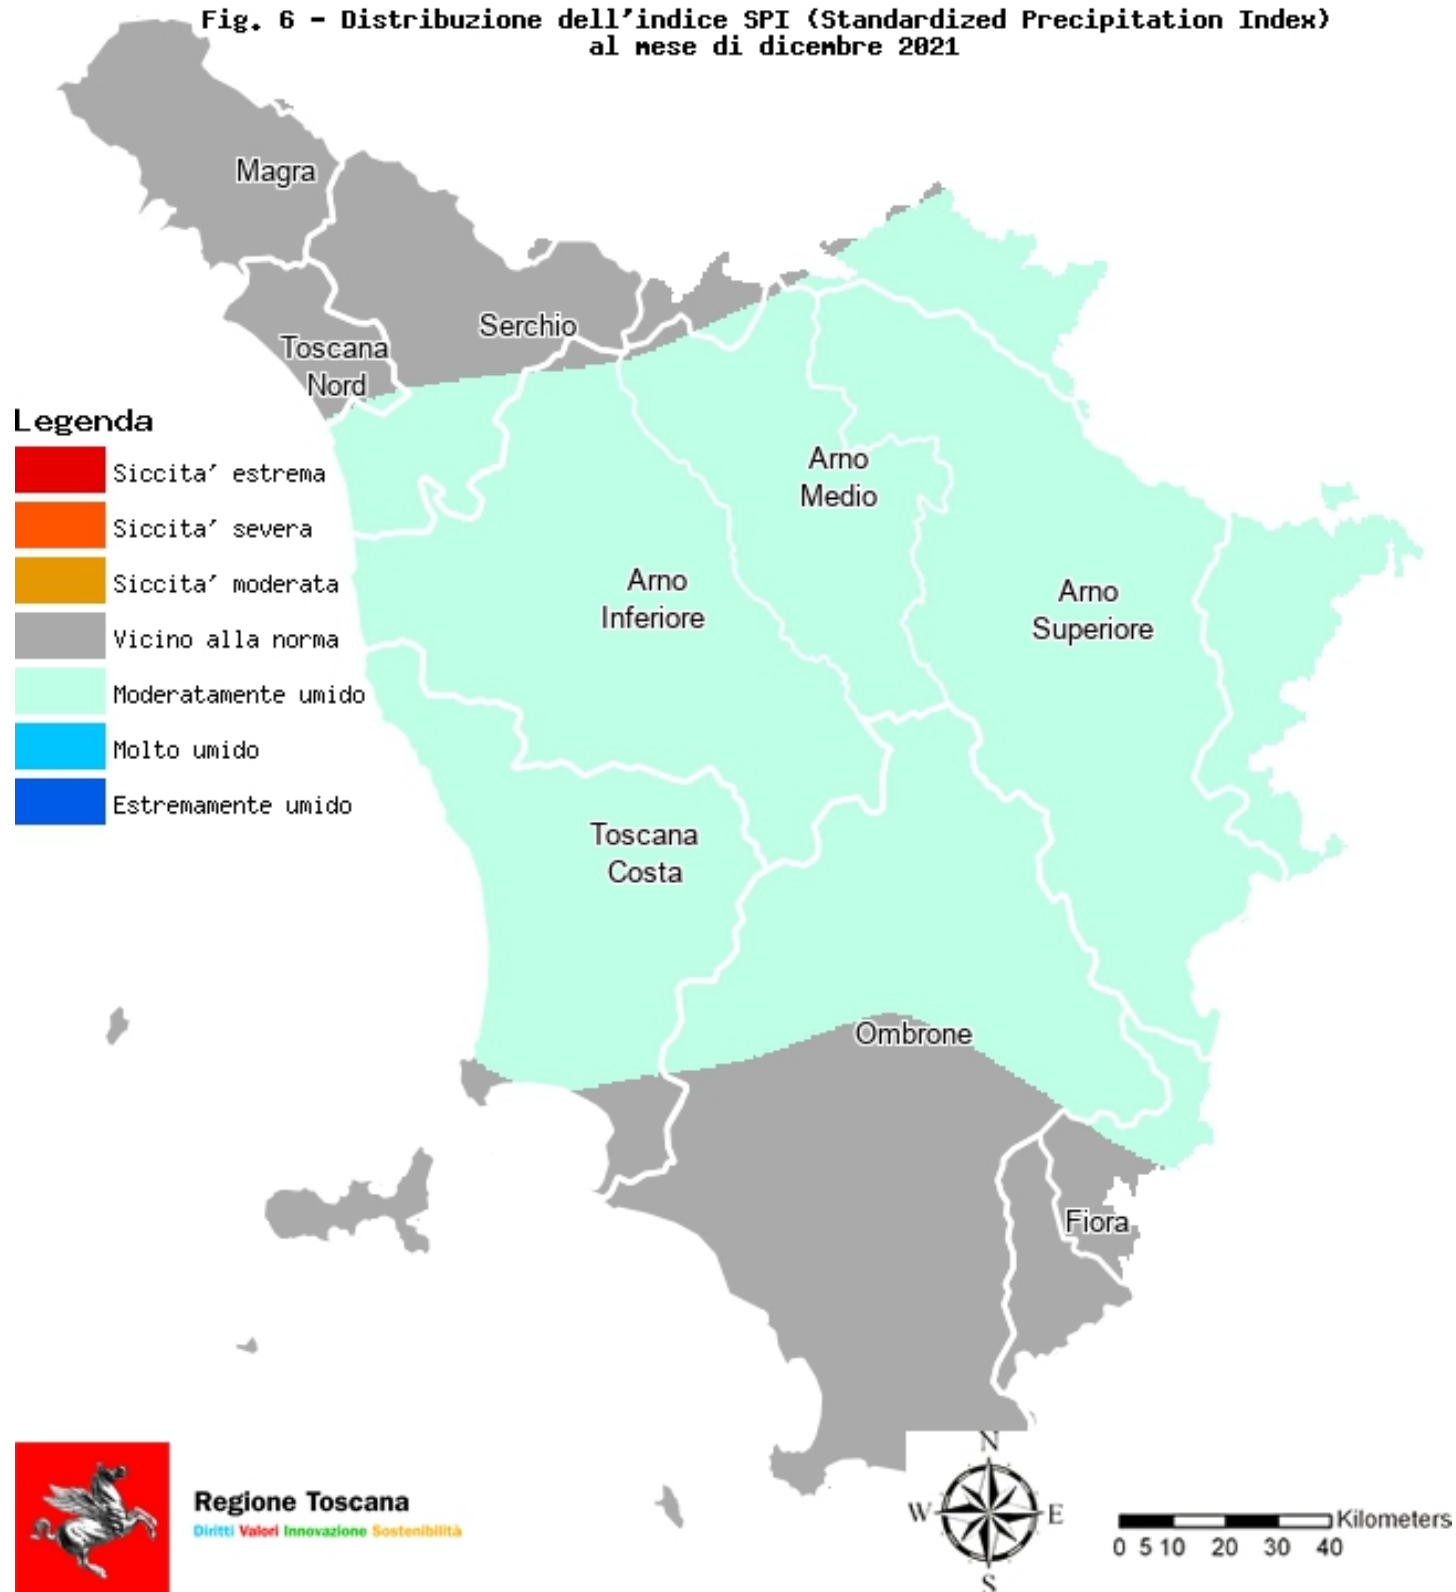 Fig. 6 - Distribuzione dell'indice SPI (Standardized Precipitation Index)
al mese di dicembre 2021
Magra
Serchio
Toscana
Nord
Legenda
Siccita' estrema
Siccita' severa
Siccita' moderata
Vicino alla norma
Moderatamente umido
Molto umido
Estremamente umido
Arno
Medio
Arno
Inferiore
Arno
Superiore
Toscana
Costa
Ombrone
Fiora
Regione Toscana
Diritti Valori Innovazione Sostenibilità
N
W E
S
Kilometers
0 5 10 20 30 40